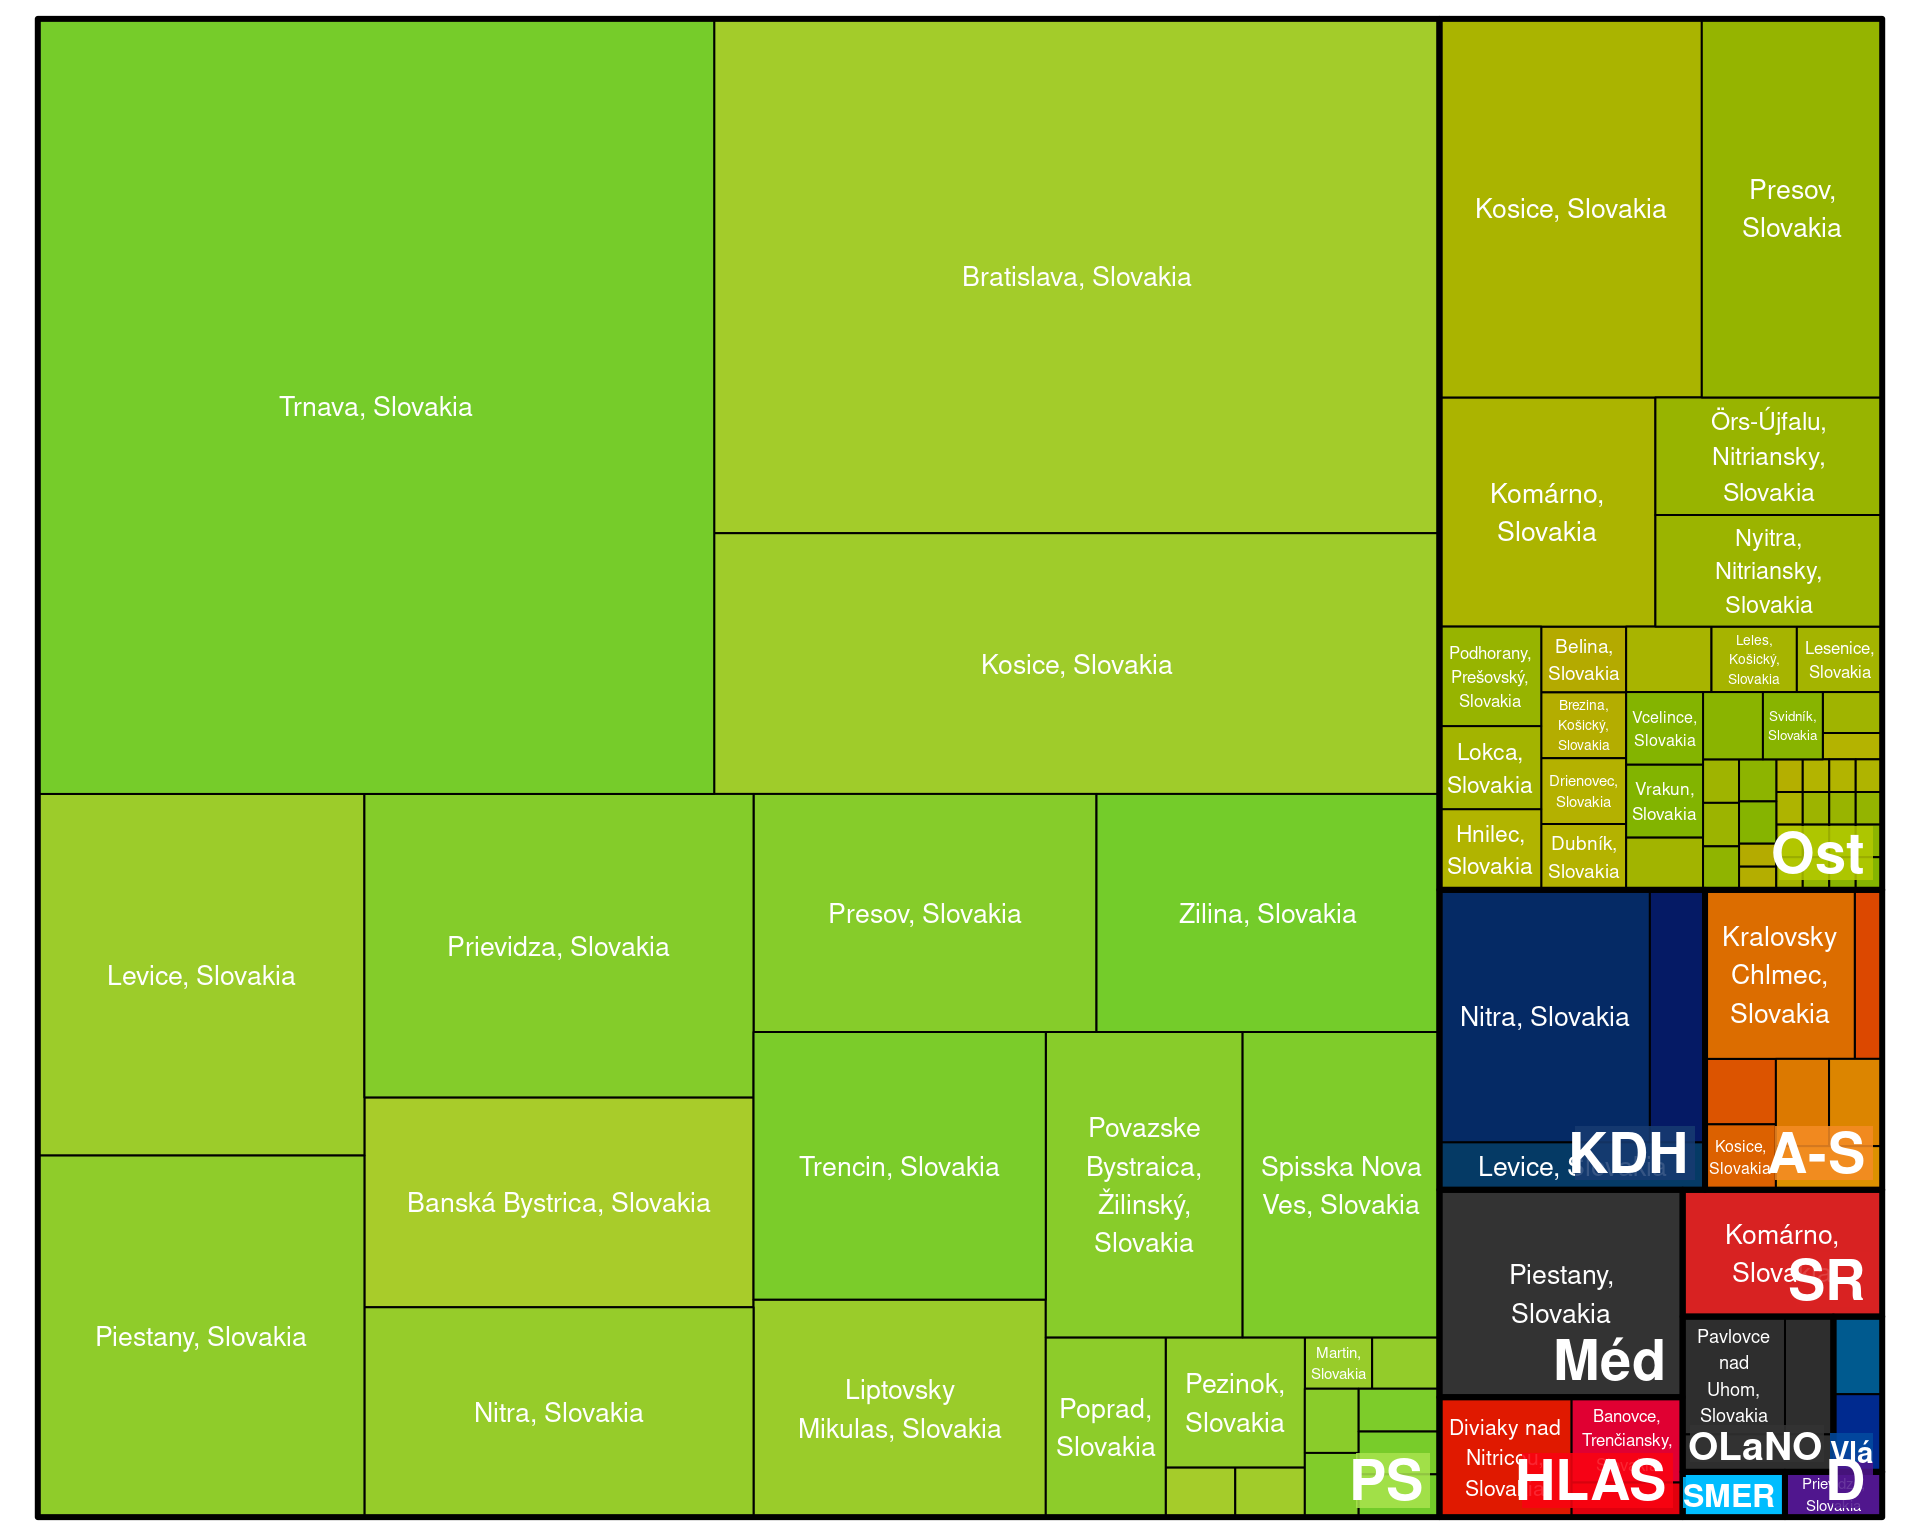 Trnava, Slovakia
Bratislava, Slovakia
Kosice, Slovakia
Levice, Slovakia
Piestany, Slovakia
Prievidza, Slovakia
Banská Bystrica, Slovakia
Nitra, Slovakia
Presov, Slovakia
Zilina, Slovakia
Trencin, Slovakia
Liptovsky
Mikulas, Slovakia
Povazske
Bystraica,
Žilinský,
Slovakia
Spisska Nova
Ves, Slovakia
Poprad,
Slovakia
Pezinok,
Slovakia
Martin,
Slovakia
PS
Kosice, Slovakia
Presov,
Slovakia
Komárno,
Slovakia
Örs-Újfalu,
Nitriansky,
Slovakia
Nyitra,
Nitriansky,
Slovakia
Podhorany,
Prešovský,
Slovakia
Lokca,
Slovakia
Hnilec,
Slovakia
Belina,
Slovakia
Brezina,
Košický,
Slovakia
Drienovec,
Slovakia
Dubník,
Slovakia
Leles,
Košický,
Slovakia
Lesenice,
Slovakia
Vcelince,
Slovakia
Svidník,
Slovakia
Vrakun,
Slovakia
Ost
Nitra, Slovakia
Levice, Slovakia
KDH
Kralovsky
Chlmec,
Slovakia
Kosice,
Slovakia
A-S
Piestany,
Slovakia
Méd
Komárno,
Slovakia
SR
Diviaky nad
Nitricou,
Slovakia
Banovce,
Trenčiansky,
HLAS
Pavlovce
nad
Uhom,
Slovakia
OLaNO
Vlá
SMER
Prievidza,
Slovakia
D